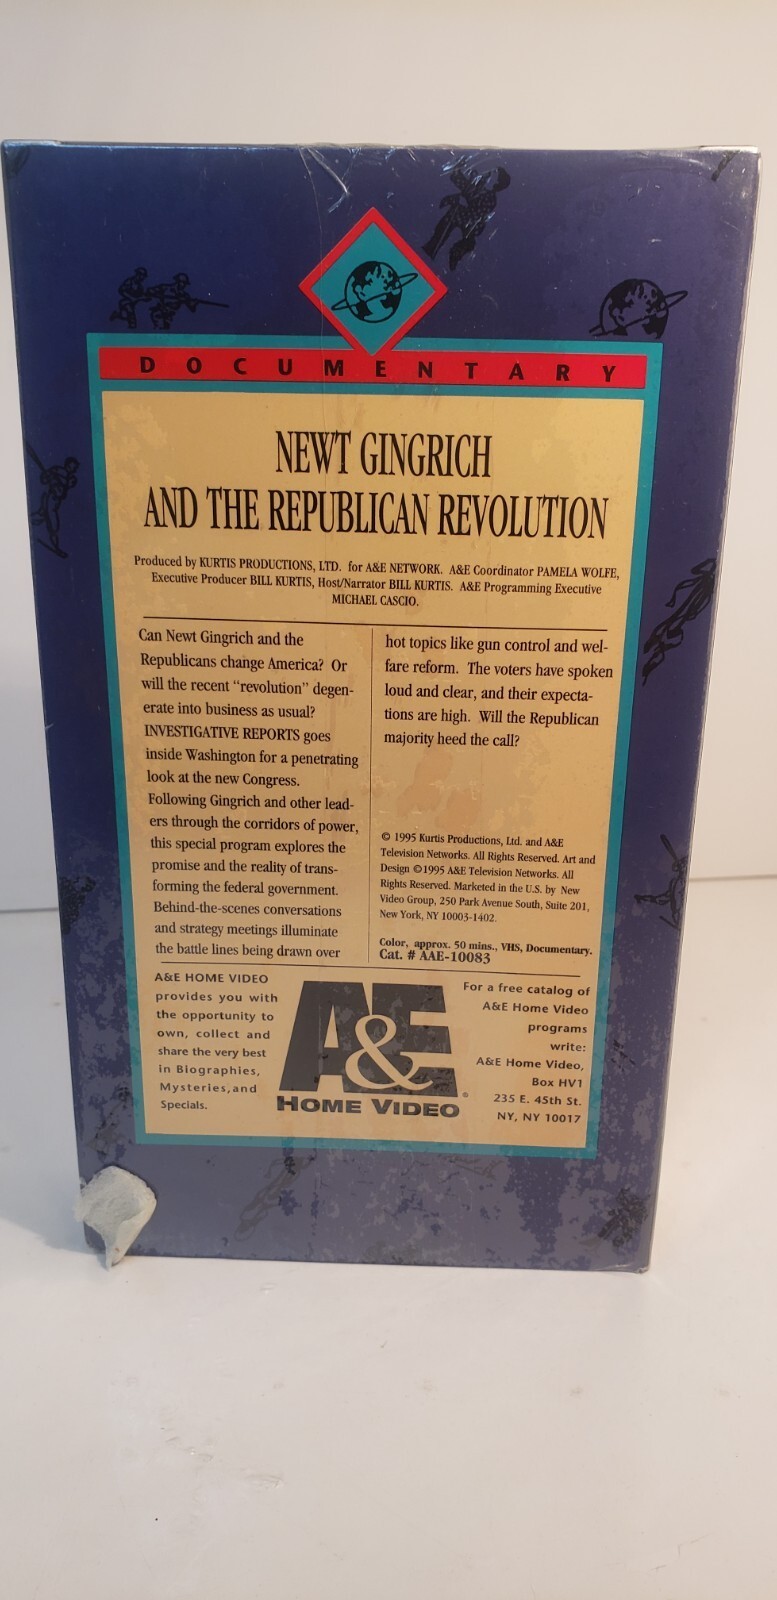 DOCUMENTARY
NEWT GINGRICH
AND THE REPUBLICAN REVOLUTION
Produced by KURTIS PRODUCTIONS, LTD. for A&E NETWORK. A&E Coordinator PAMELA WOLFE,
Executive Producer BILL KURTIS, Host/Narrator BILL KURTIS. A&E Programming Executive
MICHAEL CASCIO.
Can Newt Gingrich and the
Republicans change America? Or
will the recent "revolution" degen-
erate into business as usual?
INVESTIGATIVE REPORTS goes
inside Washington for a penetrating
look at the new Congress.
Following Gingrich and other lead-
ers through the corridors of power,
this special program explores the
promise and the reality of trans-
forming the federal government.
Behind-the-scenes conversations
and strategy meetings illuminate
the battle lines being drawn over
hot topics like gun control and wel-
fare reform. The voters have spoken
loud and clear, and their expecta-
tions are high. Will the Republican
majority heed the call?
© 1995 Kurtis Productions, Ltd. and A&E
Television Networks. All Rights Reserved. Art and
Design ©1995 A&E Television Networks. All
Rights Reserved. Marketed in the U.S. by New
Video Group, 250 Park Avenue South, Suite 201,
New York, NY 10003-1402.
Color, approx. 50 mins., VHS, Documentary.
Cat. # AAE-10083
A&E HOME VIDEO
provides you with
the opportunity to
own, collect and
share the very best
in Biographies,
Mysteries,and
Specials.
A&E
HOME VIDEO®
For a free catalog of
A&E Home Video
programs
write:
A&E Home Video,
Box HV1
235 E. 45th St.
NY, NY 10017